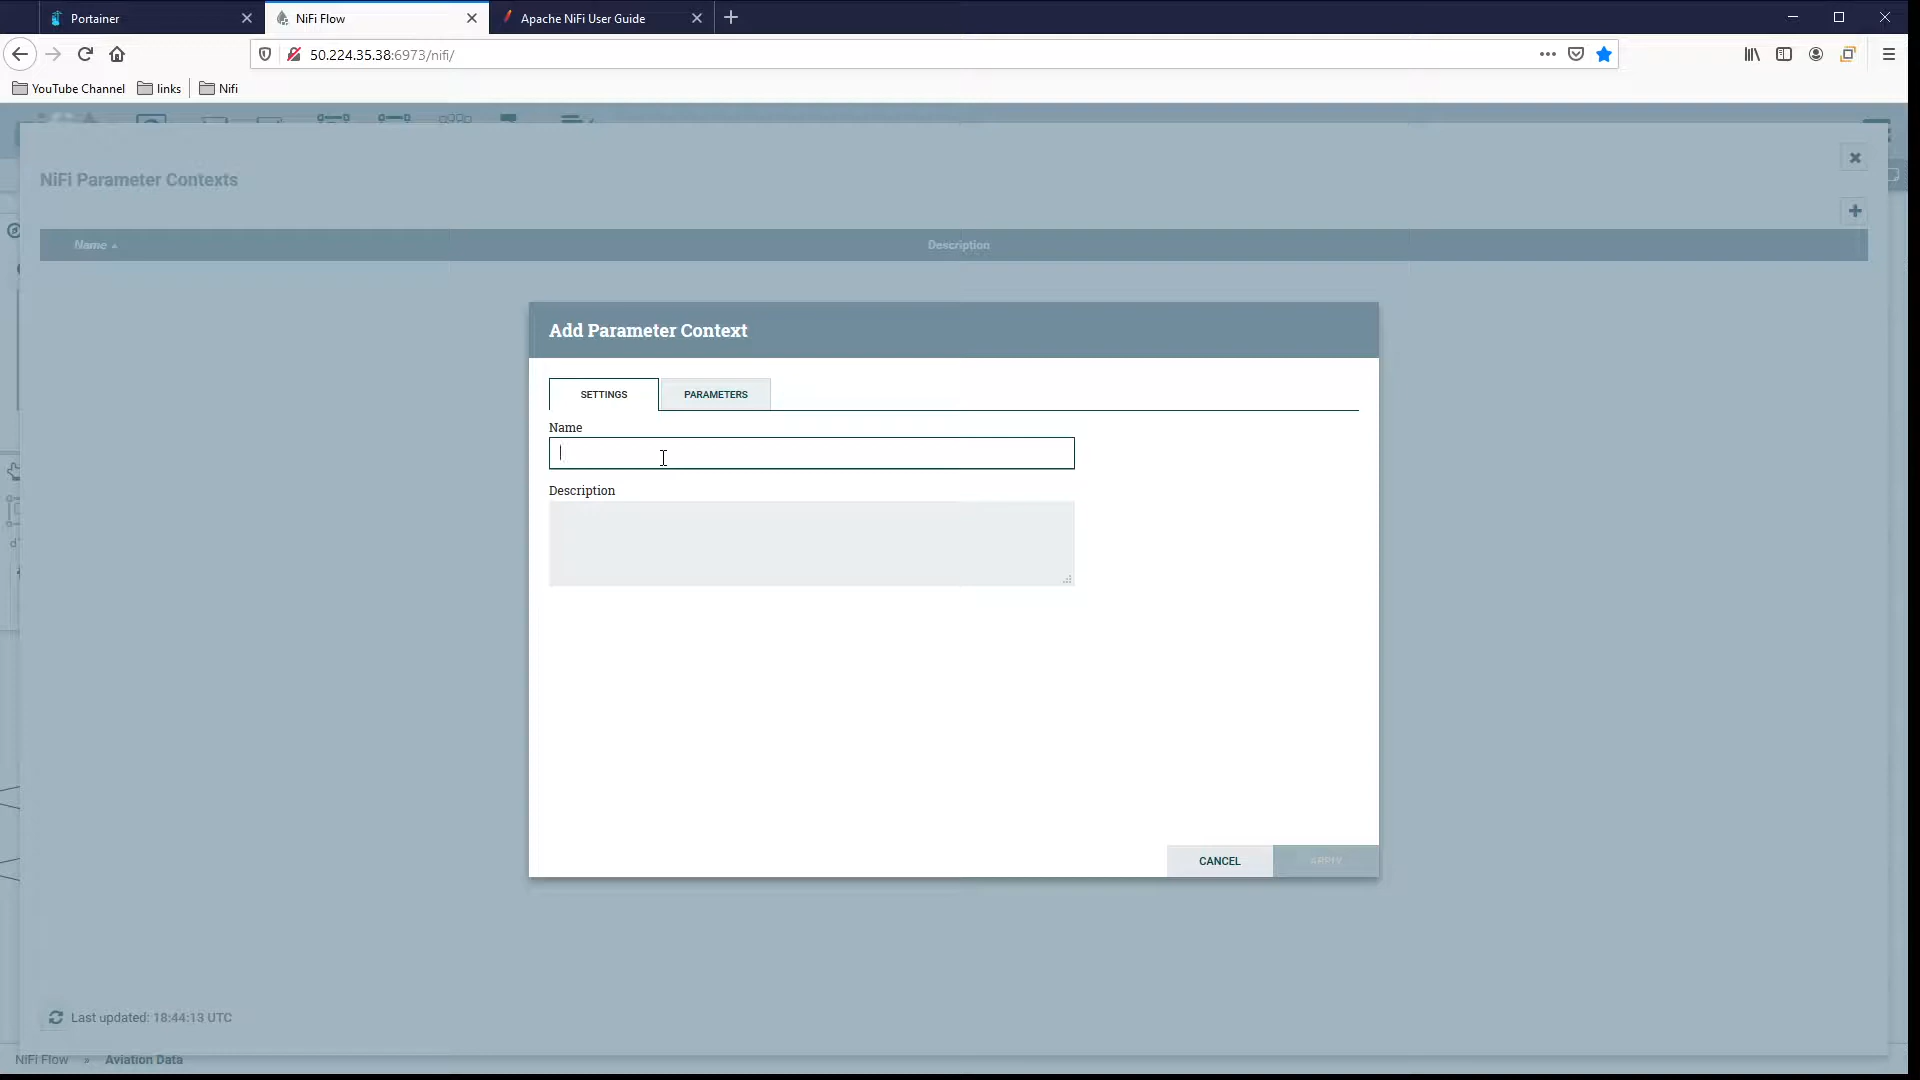 Portainer
NiFi Flow
Apache NiFi User Guide
50.224.35.38:6973/nifi/
YouTube Channel
links
Nifi
NiFi Parameter Contexts
Name
Description
Add Parameter Context
SETTINGS
PARAMETERS
Name
Description
CANCEL
APPLY
Last updated: 18:44:13 UTC
NiFi Flow » Aviation Data